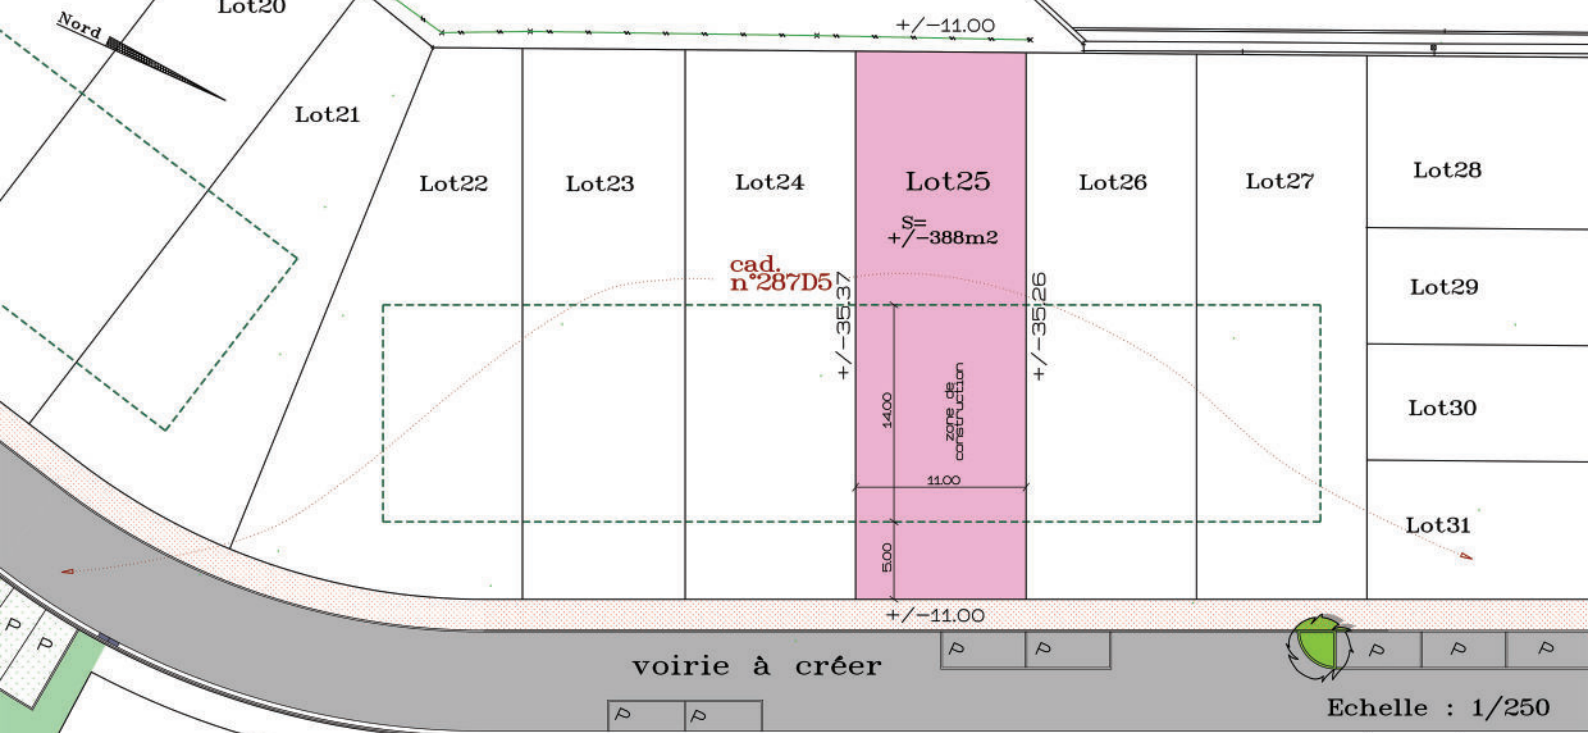 Lot20
Nord
+/-11.00
Lot21
Lot22
Lot23
Lot24
Lot25
Lot26
Lot27
Lot28
S=
+/-388m2
cad.
n°287D5
+/-35.37
+/-35.26
Lot29
14.00
zone de
construction
Lot30
11.00
Lot31
5.00
+/-11.00
P
P
voirie à créer
P
P
P
P
P
P
P
Echelle : 1/250